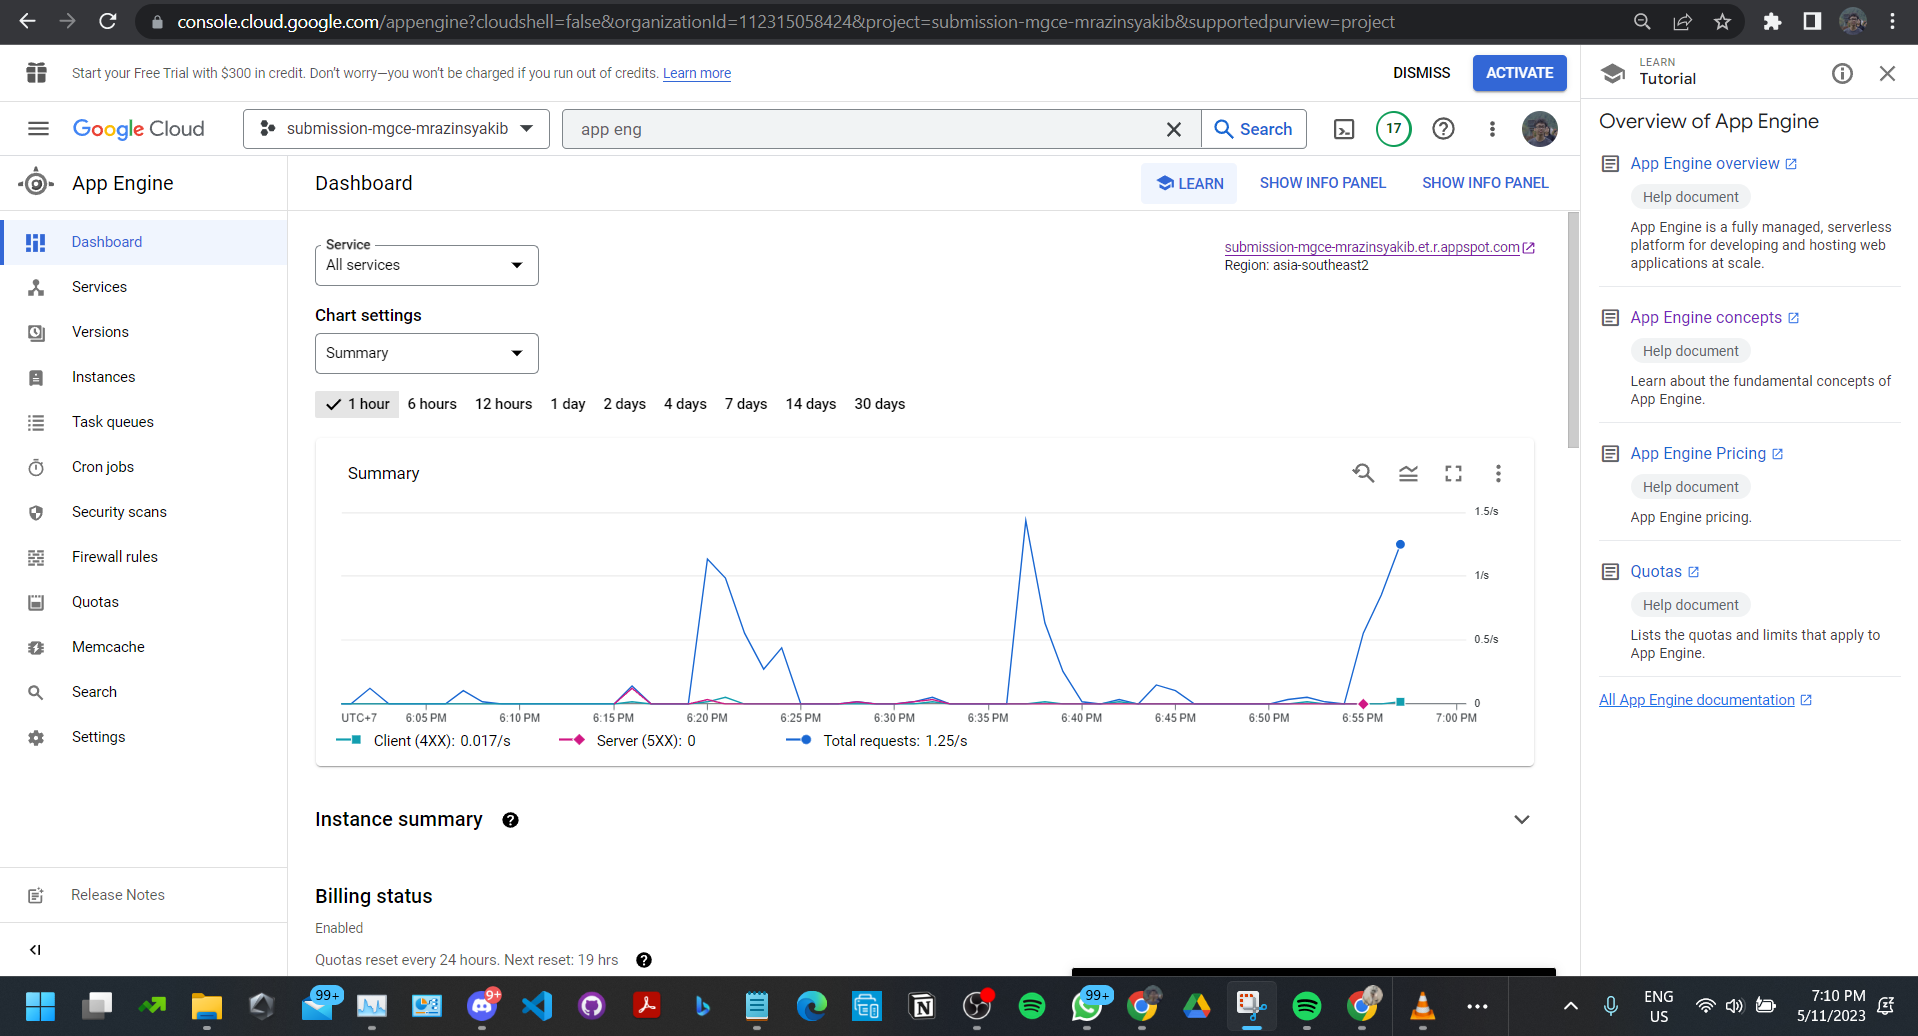 console.cloud.google.com/appengine?cloudshell=false&organizationId=112315058424&project=submission-mgce-mrazinsyakib&supportedpurview=project
Start your Free Trial with $300 in credit. Don't worry—you won't be charged if you run out of credits. Learn more
DISMISS
ACTIVATE
LEARN
Tutorial
Google Cloud
submission-mgce-mrazinsyakib
app eng
Search
17
App Engine
Dashboard
LEARN
SHOW INFO PANEL
SHOW INFO PANEL
Dashboard
Services
Versions
Instances
Task queues
Cron jobs
Security scans
Firewall rules
Quotas
Memcache
Search
Settings
Release Notes
Service
All services
submission-mgce-mrazinsyakib.et.r.appspot.com
Region: asia-southeast2
Chart settings
Summary
1 hour
6 hours
12 hours
1 day
2 days
4 days
7 days
14 days
30 days
Summary
1.5/s
1/s
0.5/s
0
UTC+7
6:05 PM
6:10 PM
6:15 PM
6:20 PM
6:25 PM
6:30 PM
6:35 PM
6:40 PM
6:45 PM
6:50 PM
6:55 PM
7:00 PM
Client (4XX): 0.017/s
Server (5XX): 0
Total requests: 1.25/s
Instance summary
Billing status
Enabled
Quotas reset every 24 hours. Next reset: 19 hrs
Overview of App Engine
App Engine overview
Help document
App Engine is a fully managed, serverless
platform for developing and hosting web
applications at scale.
App Engine concepts
Help document
Learn about the fundamental concepts of
App Engine.
App Engine Pricing
Help document
App Engine pricing.
Quotas
Help document
Lists the quotas and limits that apply to
App Engine.
All App Engine documentation
99+
9+
99+
ENG
US
7:10 PM
5/11/2023